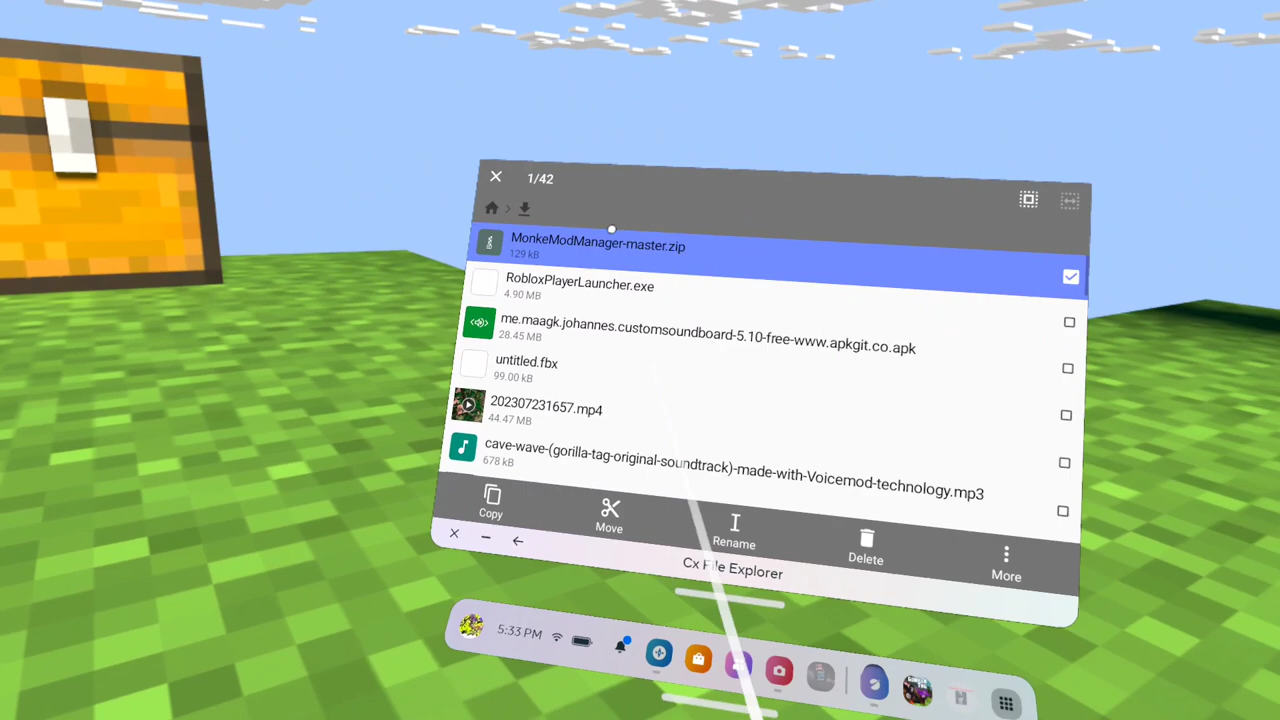 1/42
MonkeModManager-master.zip
129 kB
RobloxPlayerLauncher.exe
4.90 MB
me.maagk.johannes.customsoundboard-5.10-free-www.apkgit.co.apk
28.45 MB
untitled.fbx
99.00 kB
202307231657.mp4
44.47 MB
cave-wave-(gorilla-tag-original-soundtrack)-made-with-Voicemod-technology.mp3
678 kB
Copy
Move
Rename
Delete
More
Cx File Explorer
5:33 PM